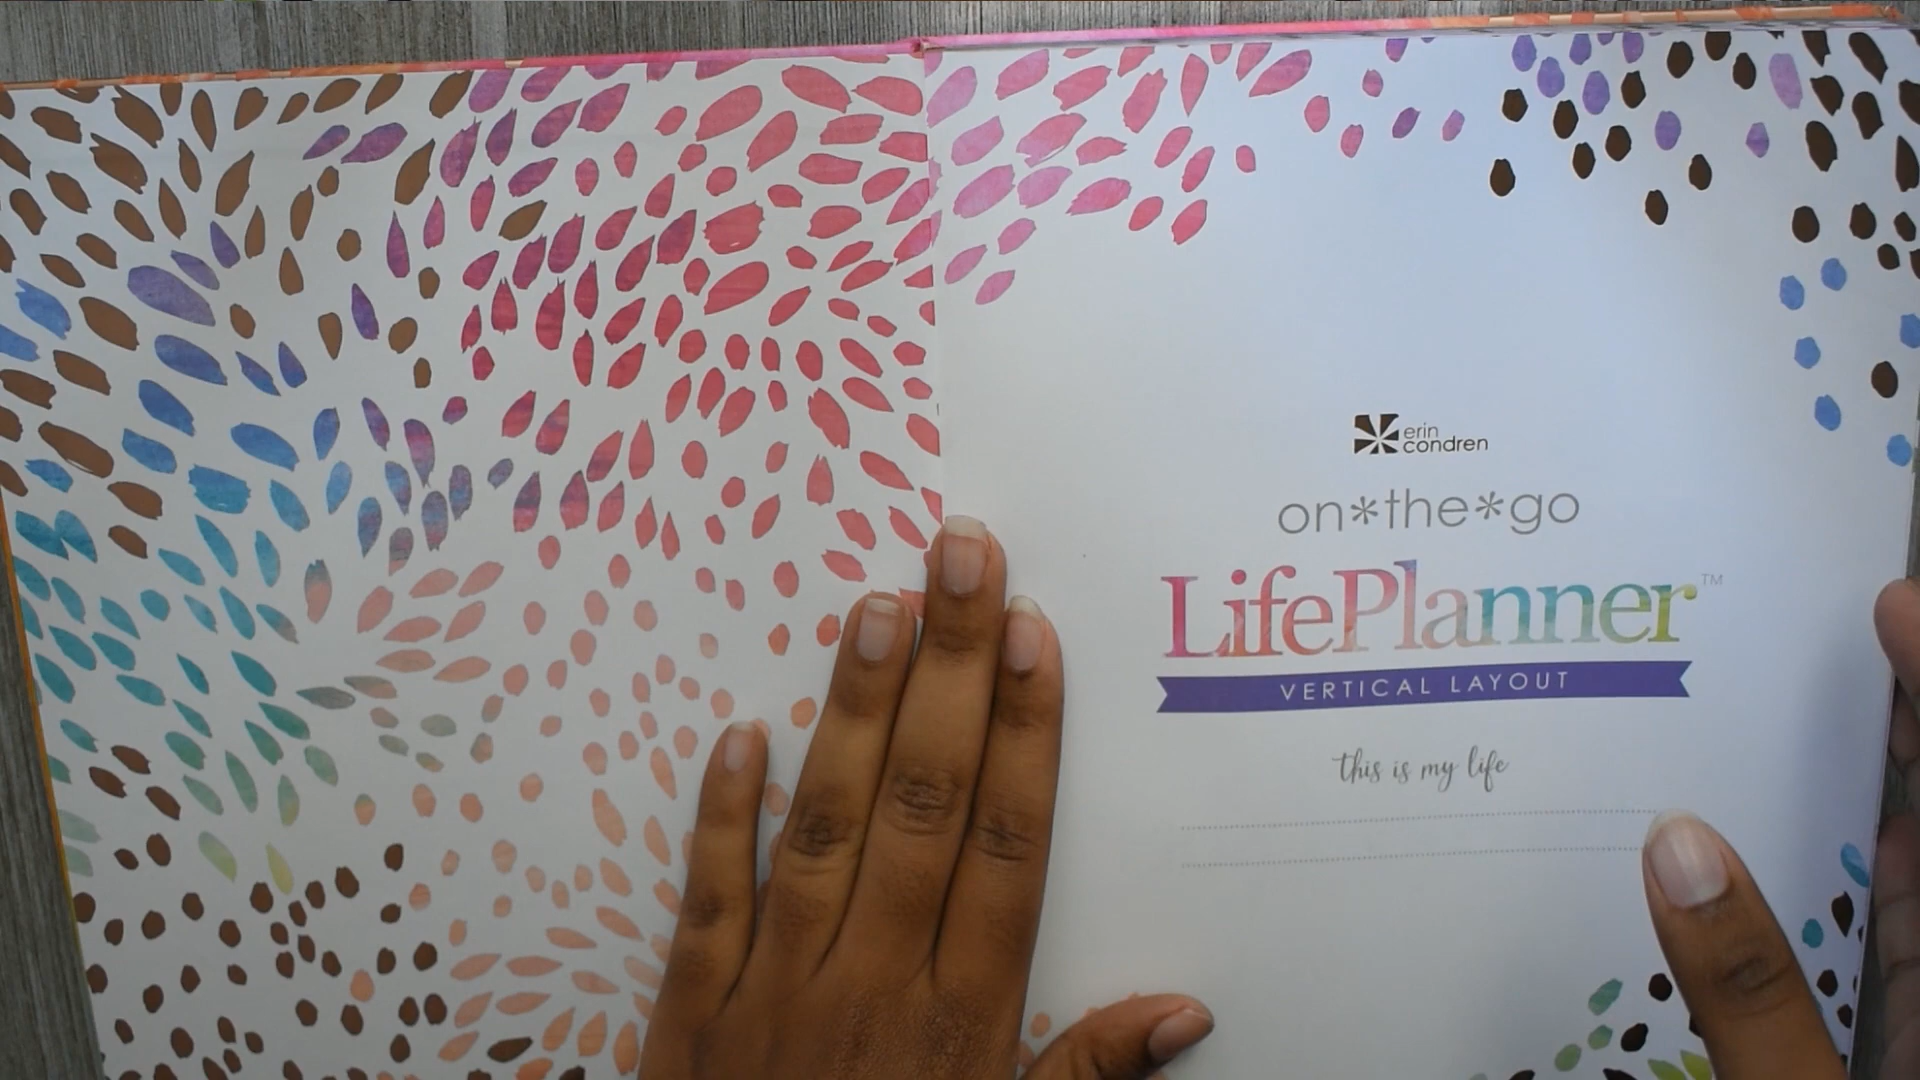 erin
condren
on*the*go
LifePlanner™
VERTICAL LAYOUT
this is my life